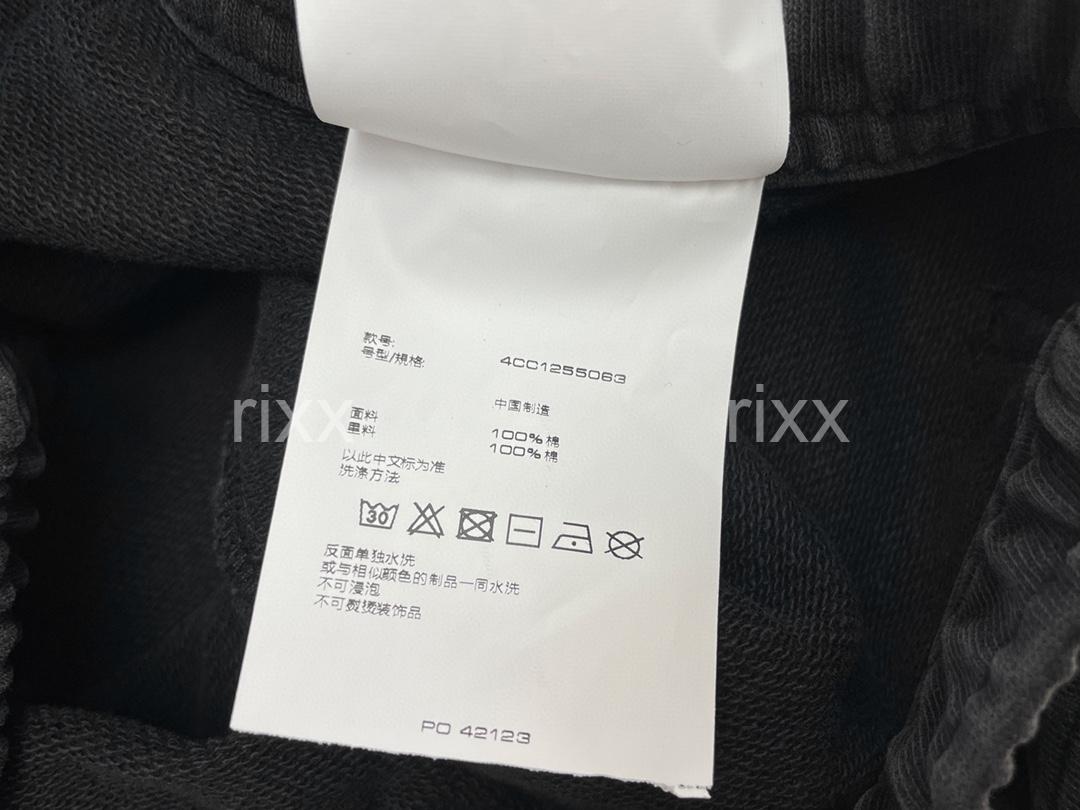 款号:
号型/規格: 4CC1255063
中国制造
面料 100%棉
里料 100%棉
以此中文标为准
洗涤方法
30
反面单独水洗
或与相似颜色的制品一同水洗
不可浸泡
不可熨烫装饰品
PO 42123
rixx
rixx